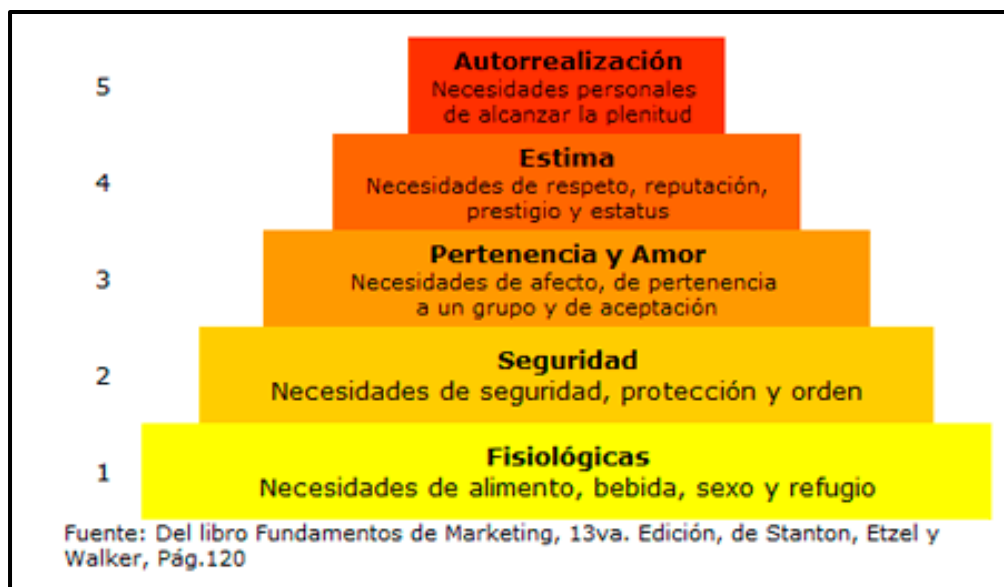 5
Autorrealización
Necesidades personales
de alcanzar la plenitud
4
Estima
Necesidades de respeto, reputación,
prestigio y estatus
3
Pertenencia y Amor
Necesidades de afecto, de pertenencia
a un grupo y de aceptación
2
Seguridad
Necesidades de seguridad, protección y orden
1
Fisiológicas
Necesidades de alimento, bebida, sexo y refugio
Fuente: Del libro Fundamentos de Marketing, 13va. Edición, de Stanton, Etzel y
Walker, Pág.120